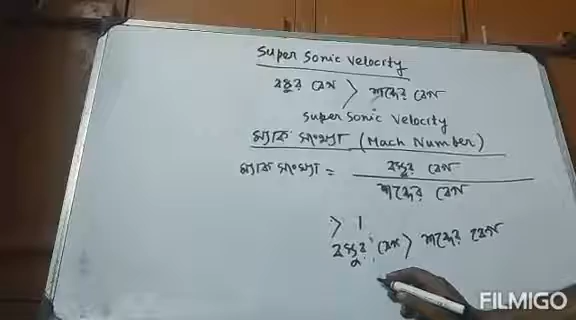 Super Sonic Velocity
বস্তুর বেগ > শব্দের বেগ
Super Sonic Velocity
ম্যাক সংখ্যা (Mach Number)
ম্যাক সংখ্যা = বস্তুর বেগ
শব্দের বেগ
> 1
বস্তুর বেগ > শব্দের বেগ
FILMIGO